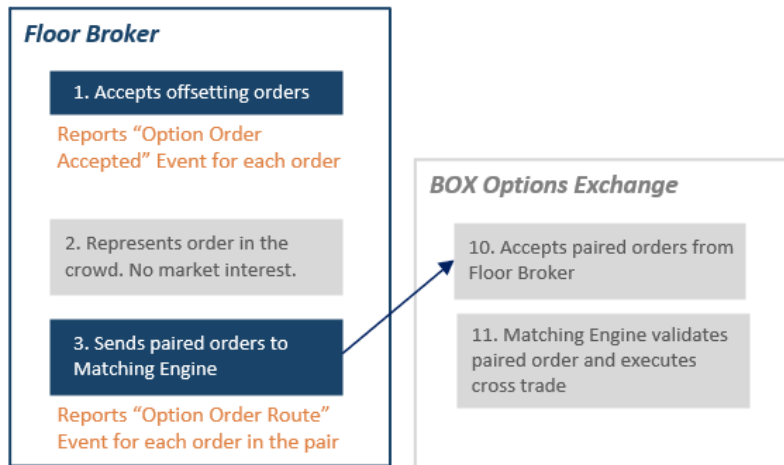 Floor Broker
1. Accepts offsetting orders
Reports “Option Order
Accepted” Event for each order
2. Represents order in the
crowd. No market interest.
3. Sends paired orders to
Matching Engine
Reports “Option Order Route”
Event for each order in the pair
BOX Options Exchange
10. Accepts paired orders from
Floor Broker
11. Matching Engine validates
paired order and executes
cross trade